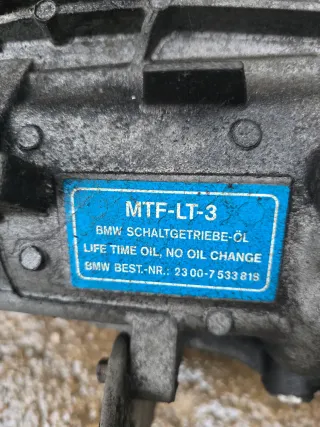 MTF-LT-3
BMW SCHALTGETRIEBE-ÖL
LIFE TIME OIL, NO OIL CHANGE
BMW BEST.-NR.: 23 00-7 533 818